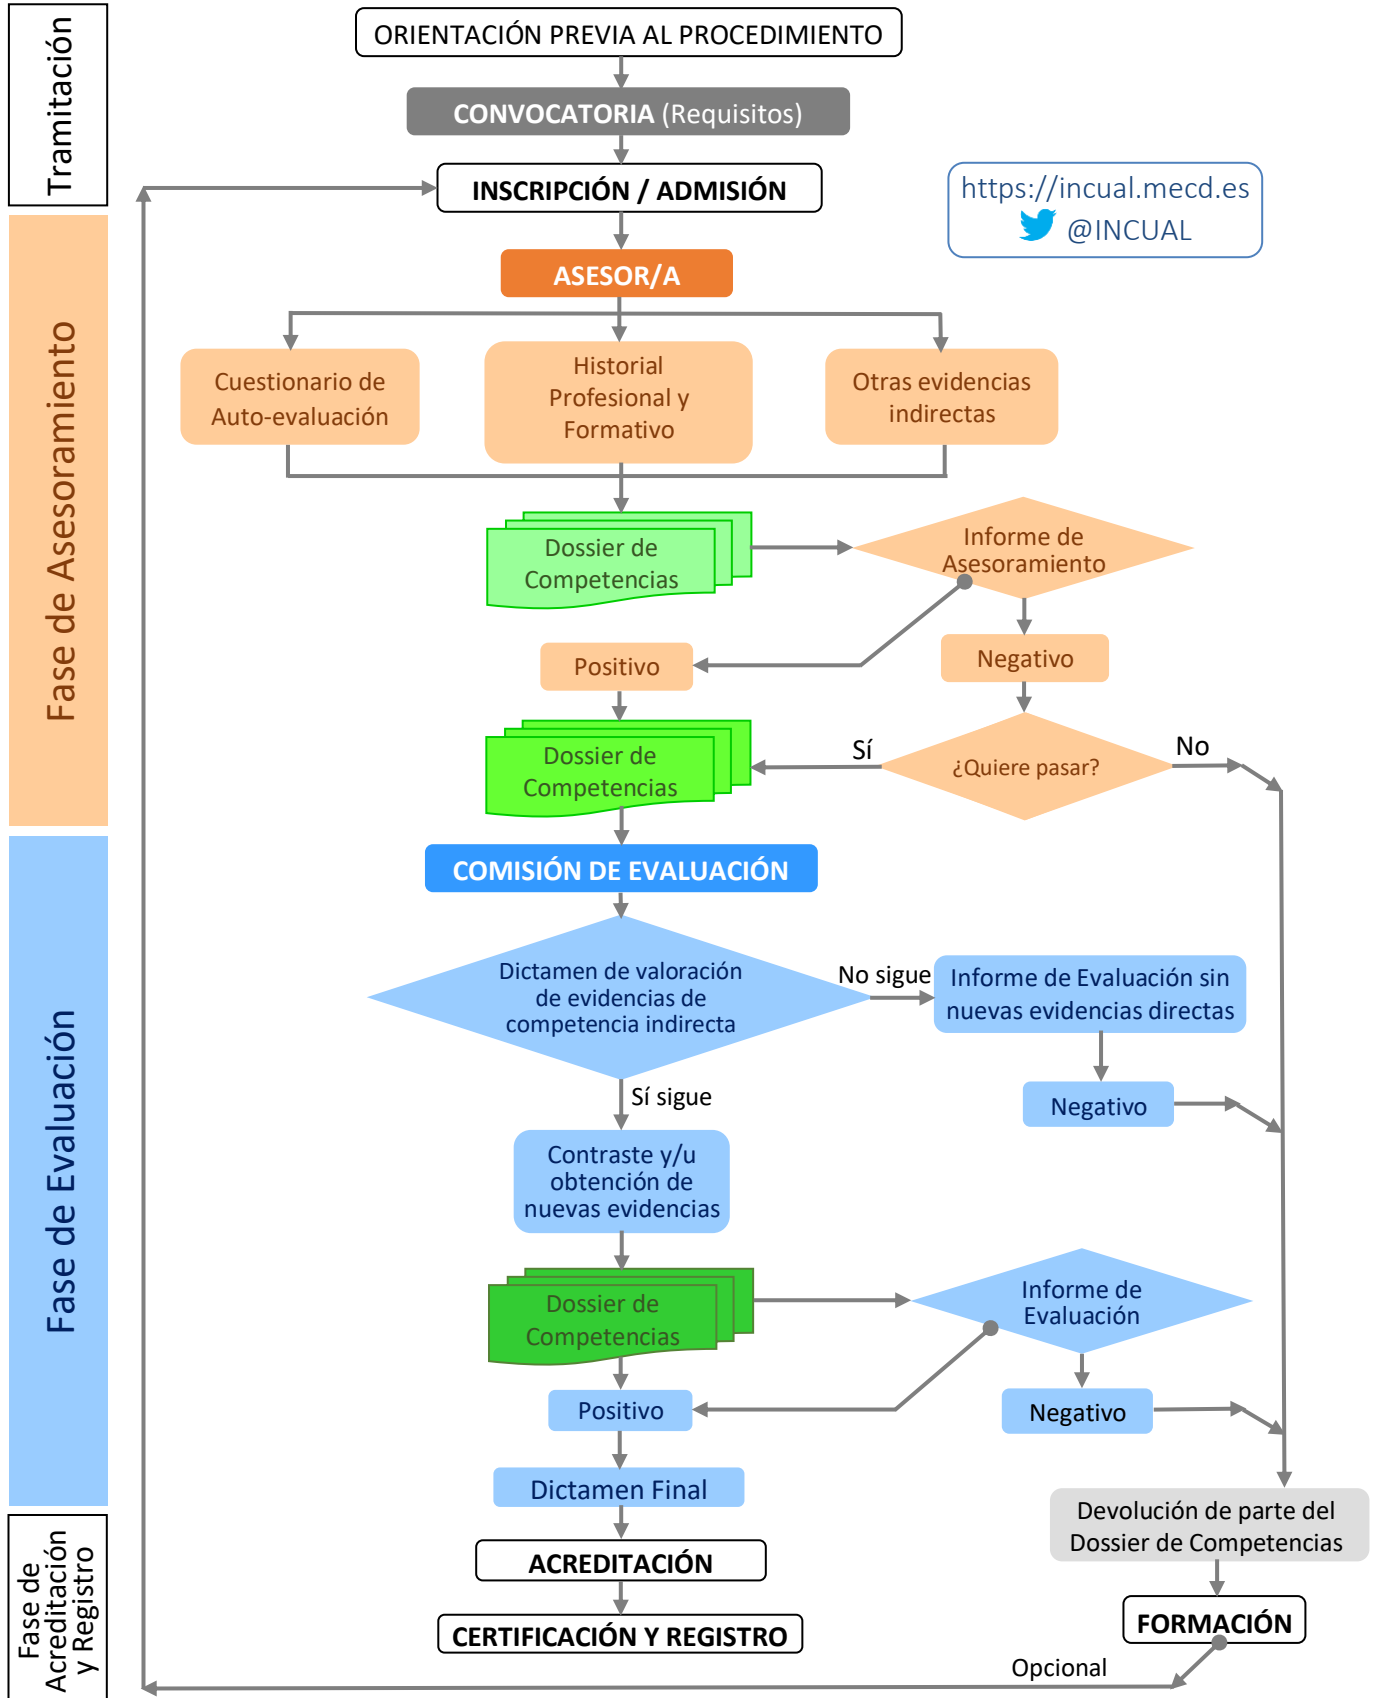 Tramitación
ORIENTACIÓN PREVIA AL PROCEDIMIENTO
CONVOCATORIA (Requisitos)
INSCRIPCIÓN / ADMISIÓN
https://incual.mecd.es
@INCUAL
Fase de Asesoramiento
ASESOR/A
Cuestionario de
Auto-evaluación
Historial
Profesional y
Formativo
Otras evidencias
indirectas
Dossier de
Competencias
Informe de
Asesoramiento
Positivo
Negativo
Dossier de
Competencias
Sí
¿Quiere pasar?
No
Fase de Evaluación
COMISIÓN DE EVALUACIÓN
Dictamen de valoración
de evidencias de
competencia indirecta
No sigue
Informe de Evaluación sin
nuevas evidencias directas
Negativo
Sí sigue
Contraste y/u
obtención de
nuevas evidencias
Dossier de
Competencias
Informe de
Evaluación
Positivo
Negativo
Dictamen Final
Devolución de parte del
Dossier de Competencias
Fase de
Acreditación
y Registro
ACREDITACIÓN
CERTIFICACIÓN Y REGISTRO
FORMACIÓN
Opcional